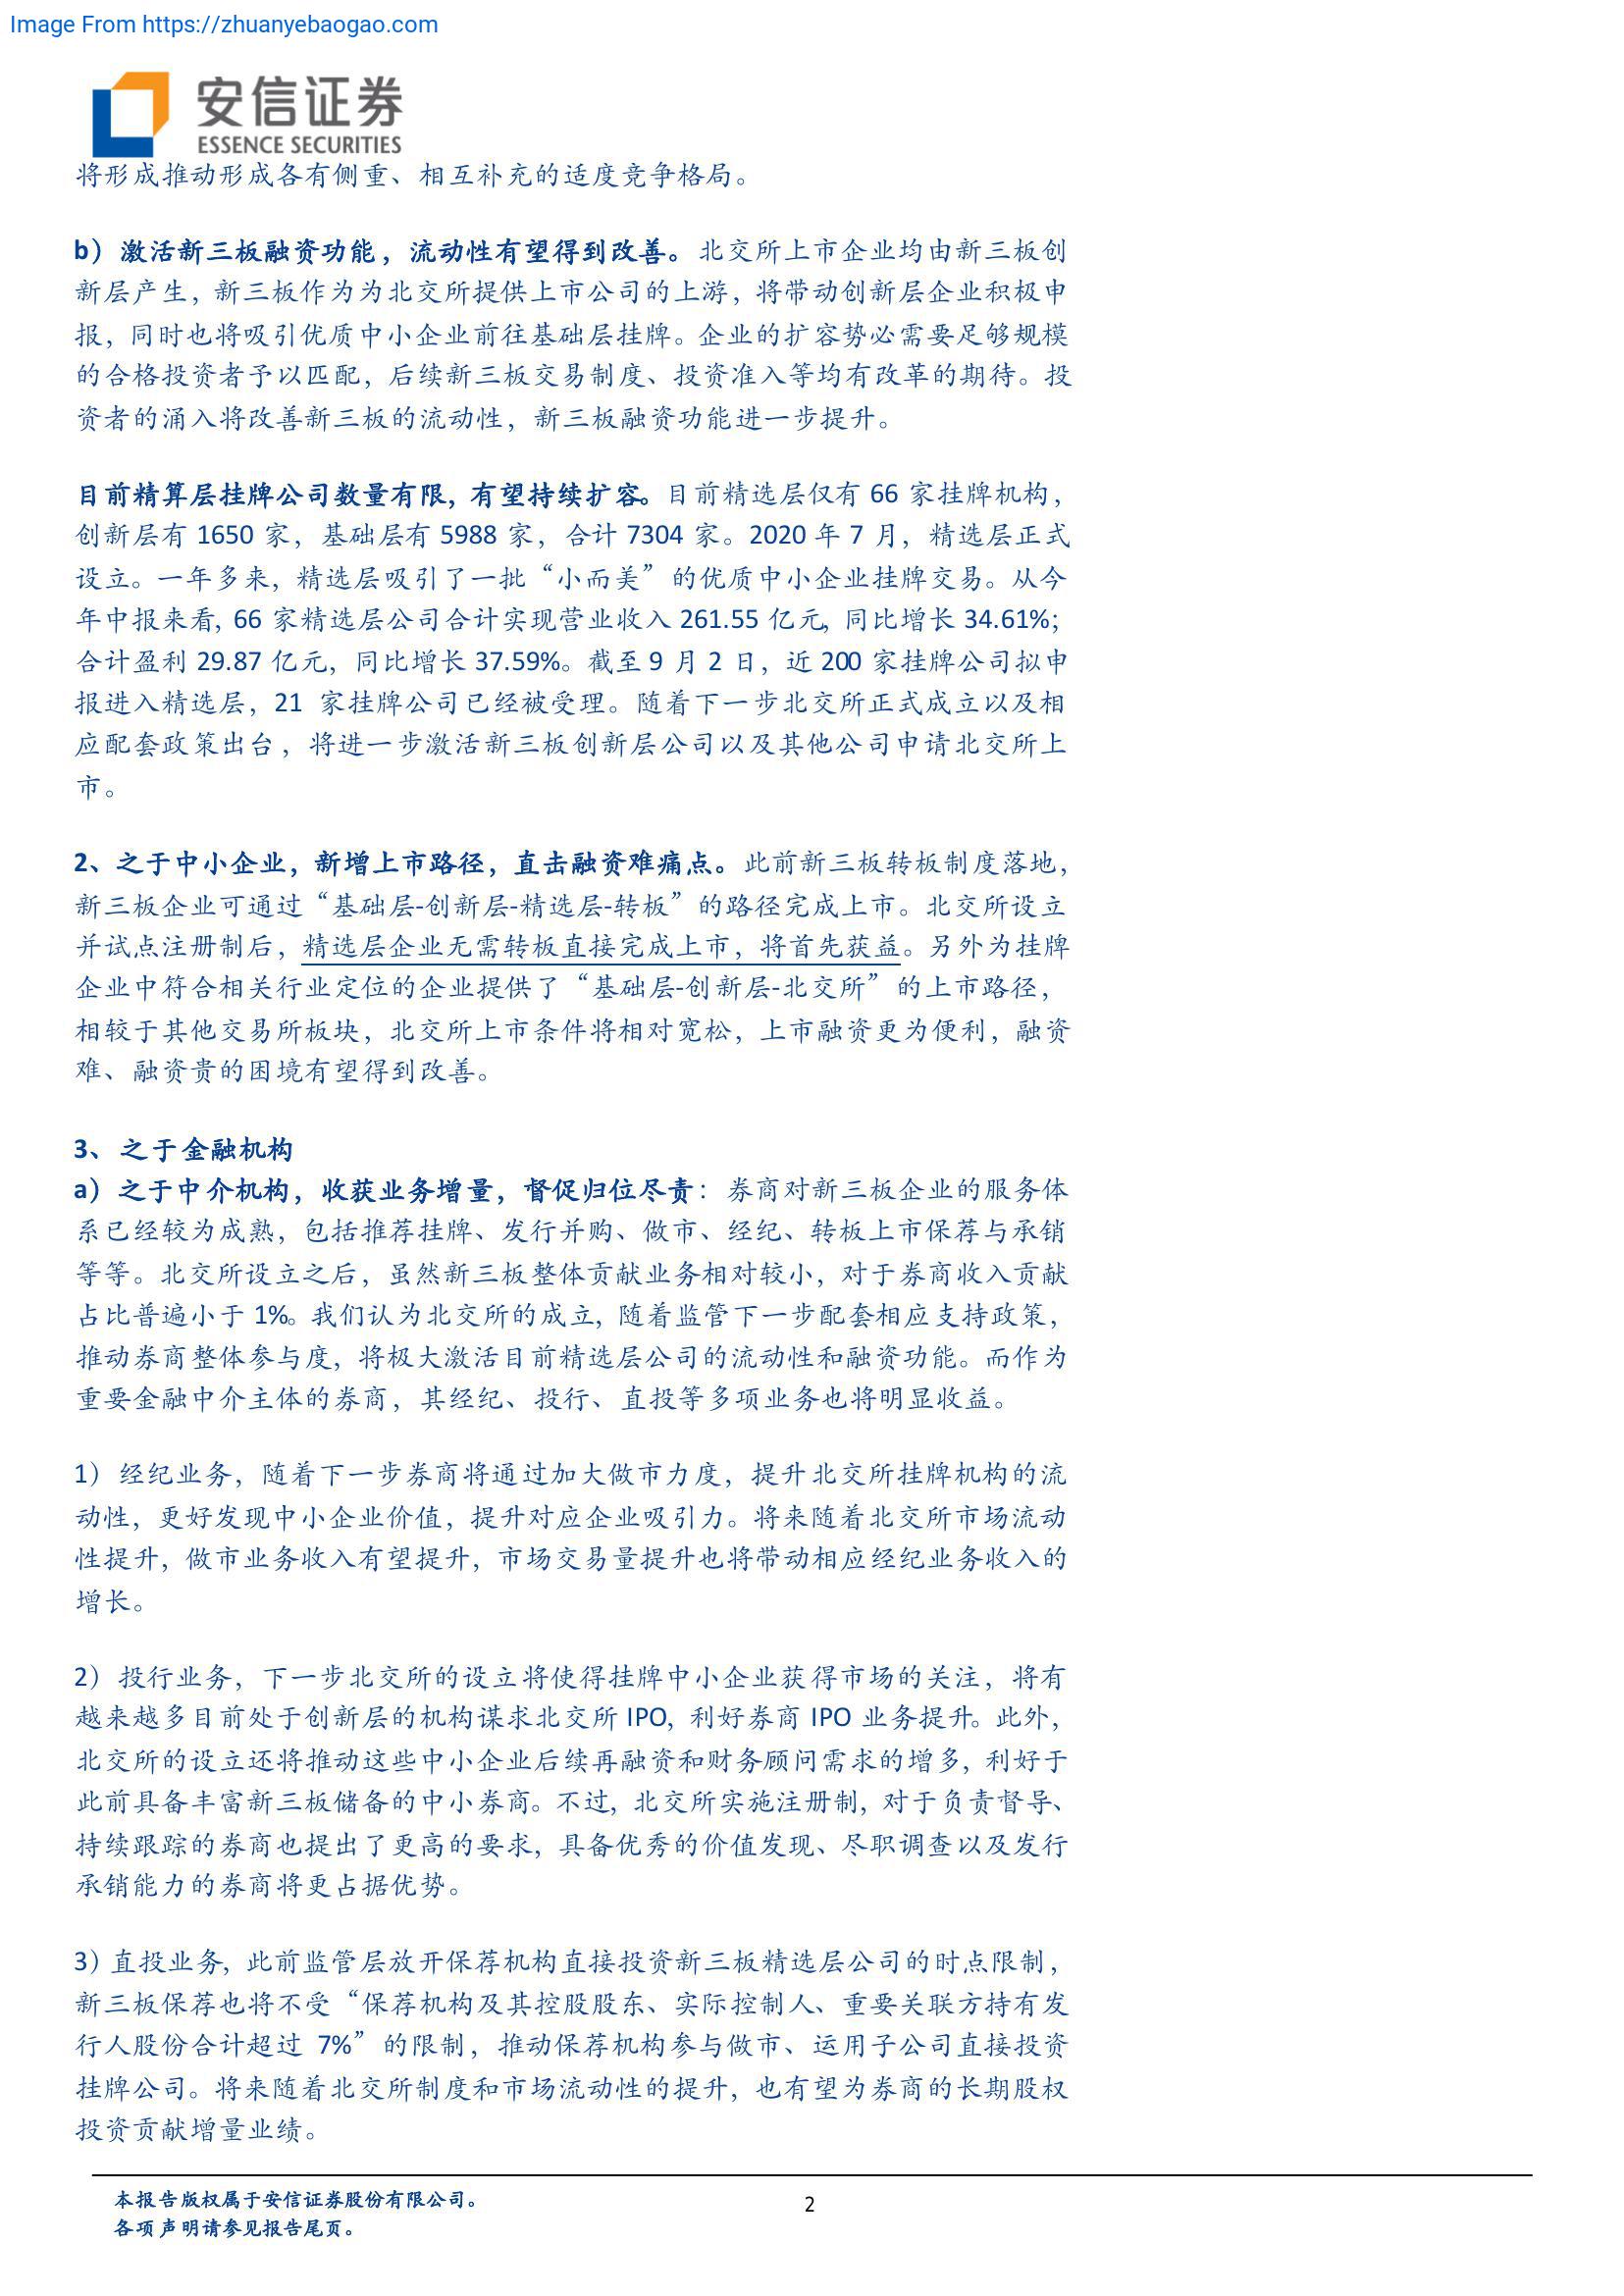 Image From https://zhuanyebaogao.com
安信证券
ESSENCE SECURITIES
将形成推动形成各有侧重、相互补充的适度竞争格局。
b）激活新三板融资功能，流动性有望得到改善。北交所上市企业均由新三板创
新层产生，新三板作为为北交所提供上市公司的上游，将带动创新层企业积极申
报，同时也将吸引优质中小企业前往基础层挂牌。企业的扩容势必需要足够规模
的合格投资者予以匹配，后续新三板交易制度、投资准入等均有改革的期待。投
资者的涌入将改善新三板的流动性，新三板融资功能进一步提升。
目前精算层挂牌公司数量有限，有望持续扩容。目前精选层仅有 66 家挂牌机构，
创新层有 1650 家，基础层有 5988 家，合计 7304 家。2020 年 7 月，精选层正式
设立。一年多来，精选层吸引了一批“小而美”的优质中小企业挂牌交易。从今
年中报来看，66 家精选层公司合计实现营业收入 261.55 亿元，同比增长 34.61%；
合计盈利 29.87 亿元，同比增长 37.59%。截至 9 月 2 日，近 200 家挂牌公司拟申
报进入精选层，21 家挂牌公司已经被受理。随着下一步北交所正式成立以及相
应配套政策出台，将进一步激活新三板创新层公司以及其他公司申请北交所上
市。
2、之于中小企业，新增上市路径，直击融资难痛点。此前新三板转板制度落地，
新三板企业可通过“基础层-创新层-精选层-转板”的路径完成上市。北交所设立
并试点注册制后，精选层企业无需转板直接完成上市，将首先获益。另外为挂牌
企业中符合相关行业定位的企业提供了“基础层-创新层-北交所”的上市路径，
相较于其他交易所板块，北交所上市条件将相对宽松，上市融资更为便利，融资
难、融资贵的困境有望得到改善。
3、之于金融机构
a）之于中介机构，收获业务增量，督促归位尽责：券商对新三板企业的服务体
系已经较为成熟，包括推荐挂牌、发行并购、做市、经纪、转板上市保荐与承销
等等。北交所设立之后，虽然新三板整体贡献业务相对较小，对于券商收入贡献
占比普遍小于 1%。我们认为北交所的成立，随着监管下一步配套相应支持政策，
推动券商整体参与度，将极大激活目前精选层公司的流动性和融资功能。而作为
重要金融中介主体的券商，其经纪、投行、直投等多项业务也将明显收益。
1）经纪业务，随着下一步券商将通过加大做市力度，提升北交所挂牌机构的流
动性，更好发现中小企业价值，提升对应企业吸引力。将来随着北交所市场流动
性提升，做市业务收入有望提升，市场交易量提升也将带动相应经纪业务收入的
增长。
2）投行业务，下一步北交所的设立将使得挂牌中小企业获得市场的关注，将有
越来越多目前处于创新层的机构谋求北交所 IPO，利好券商 IPO 业务提升。此外，
北交所的设立还将推动这些中小企业后续再融资和财务顾问需求的增多，利好于
此前具备丰富新三板储备的中小券商。不过，北交所实施注册制，对于负责督导、
持续跟踪的券商也提出了更高的要求，具备优秀的价值发现、尽职调查以及发行
承销能力的券商将更占据优势。
3）直投业务，此前监管层放开保荐机构直接投资新三板精选层公司的时点限制，
新三板保荐也将不受“保荐机构及其控股股东、实际控制人、重要关联方持有发
行人股份合计超过 7%”的限制，推动保荐机构参与做市、运用子公司直接投资
挂牌公司。将来随着北交所制度和市场流动性的提升，也有望为券商的长期股权
投资贡献增量业绩。
本报告版权属于安信证券股份有限公司。
各项声明请参见报告尾页。
2